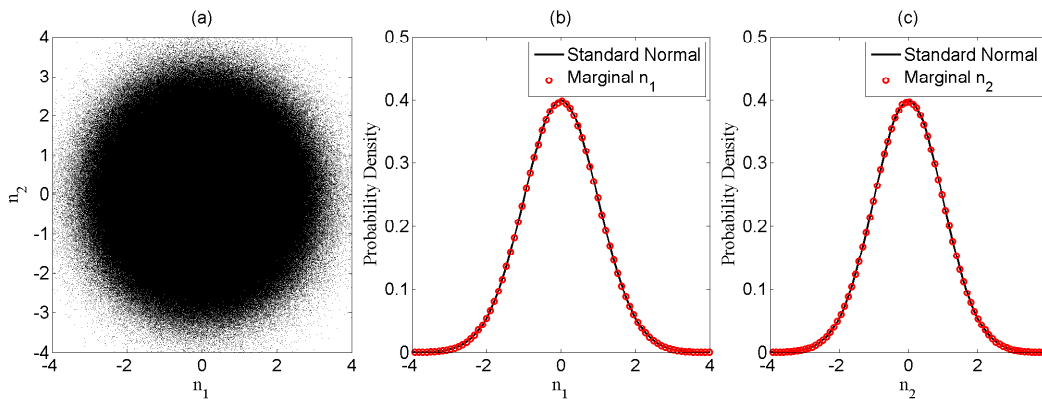 (a)
n2
4
3
2
1
0
-1
-2
-3
-4
-4 -2 0 2 4
n1
(b)
Probability Density
0.5
0.4
0.3
0.2
0.1
0
Standard Normal
Marginal n1
-4 -2 0 2 4
n1
(c)
Probability Density
0.5
0.4
0.3
0.2
0.1
0
Standard Normal
Marginal n2
-4 -2 0 2
n2